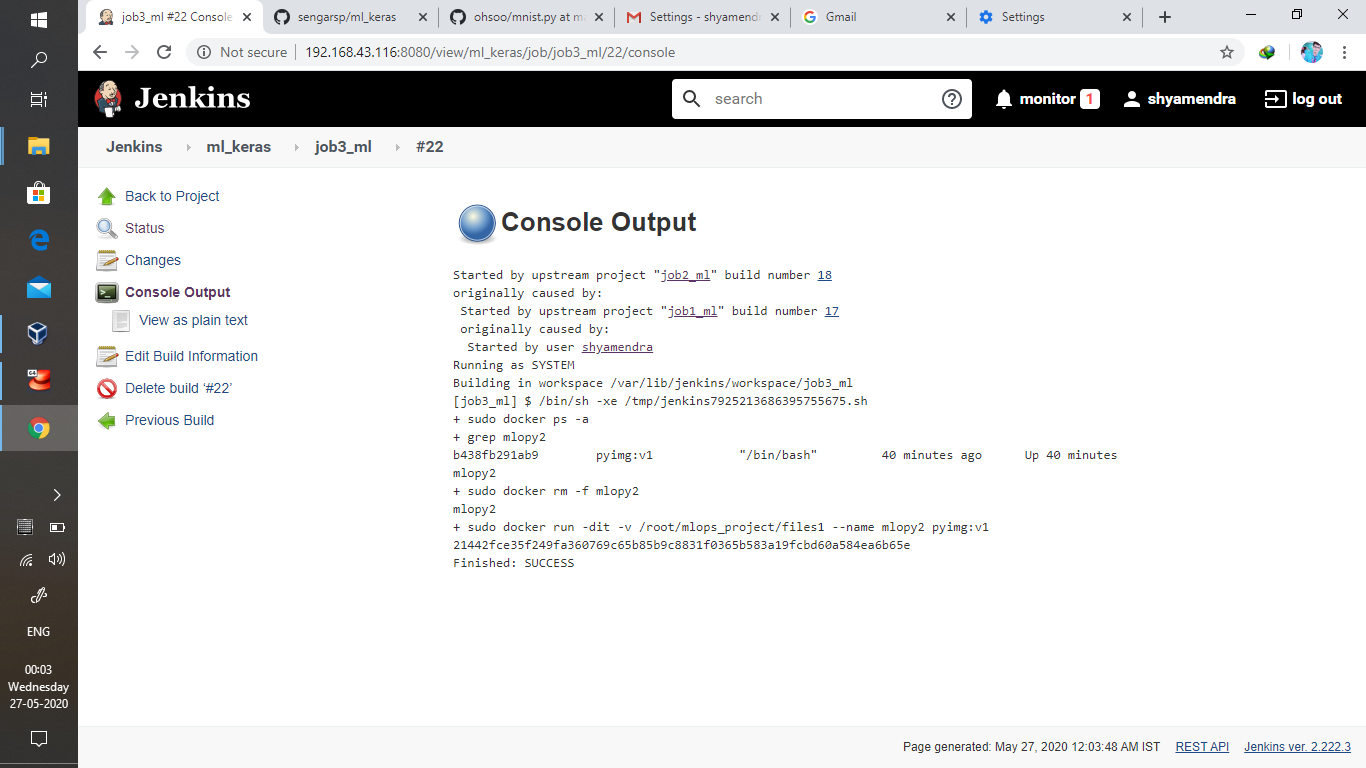 job3_ml #22 Console
sengarsp/ml_keras
ohsoo/mnist.py at ma
Settings - shyamendr
Gmail
Settings
Not secure
192.168.43.116:8080/view/ml_keras/job/job3_ml/22/console
Jenkins
search
monitor 1
shyamendra
log out
Jenkins
ml_keras
job3_ml
#22
Back to Project
Status
Changes
Console Output
View as plain text
Edit Build Information
Delete build ‘#22’
Previous Build
Console Output
Started by upstream project "job2_ml" build number 18
originally caused by:
Started by upstream project "job1_ml" build number 17
originally caused by:
Started by user shyamendra
Running as SYSTEM
Building in workspace /var/lib/jenkins/workspace/job3_ml
[job3_ml] $ /bin/sh -xe /tmp/jenkins7925213686395755675.sh
+ sudo docker ps -a
+ grep mlopy2
b438fb291ab9 pyimg:v1 "/bin/bash" 40 minutes ago Up 40 minutes
mlopy2
+ sudo docker rm -f mlopy2
mlopy2
+ sudo docker run -dit -v /root/mlops_project/files1 --name mlopy2 pyimg:v1
21442fce35f249fa360769c65b85b9c8831f0365b583a19fcbd60a584ea6b65e
Finished: SUCCESS
64
ENG
00:03
Wednesday
27-05-2020
Page generated: May 27, 2020 12:03:48 AM IST
REST API
Jenkins ver. 2.222.3